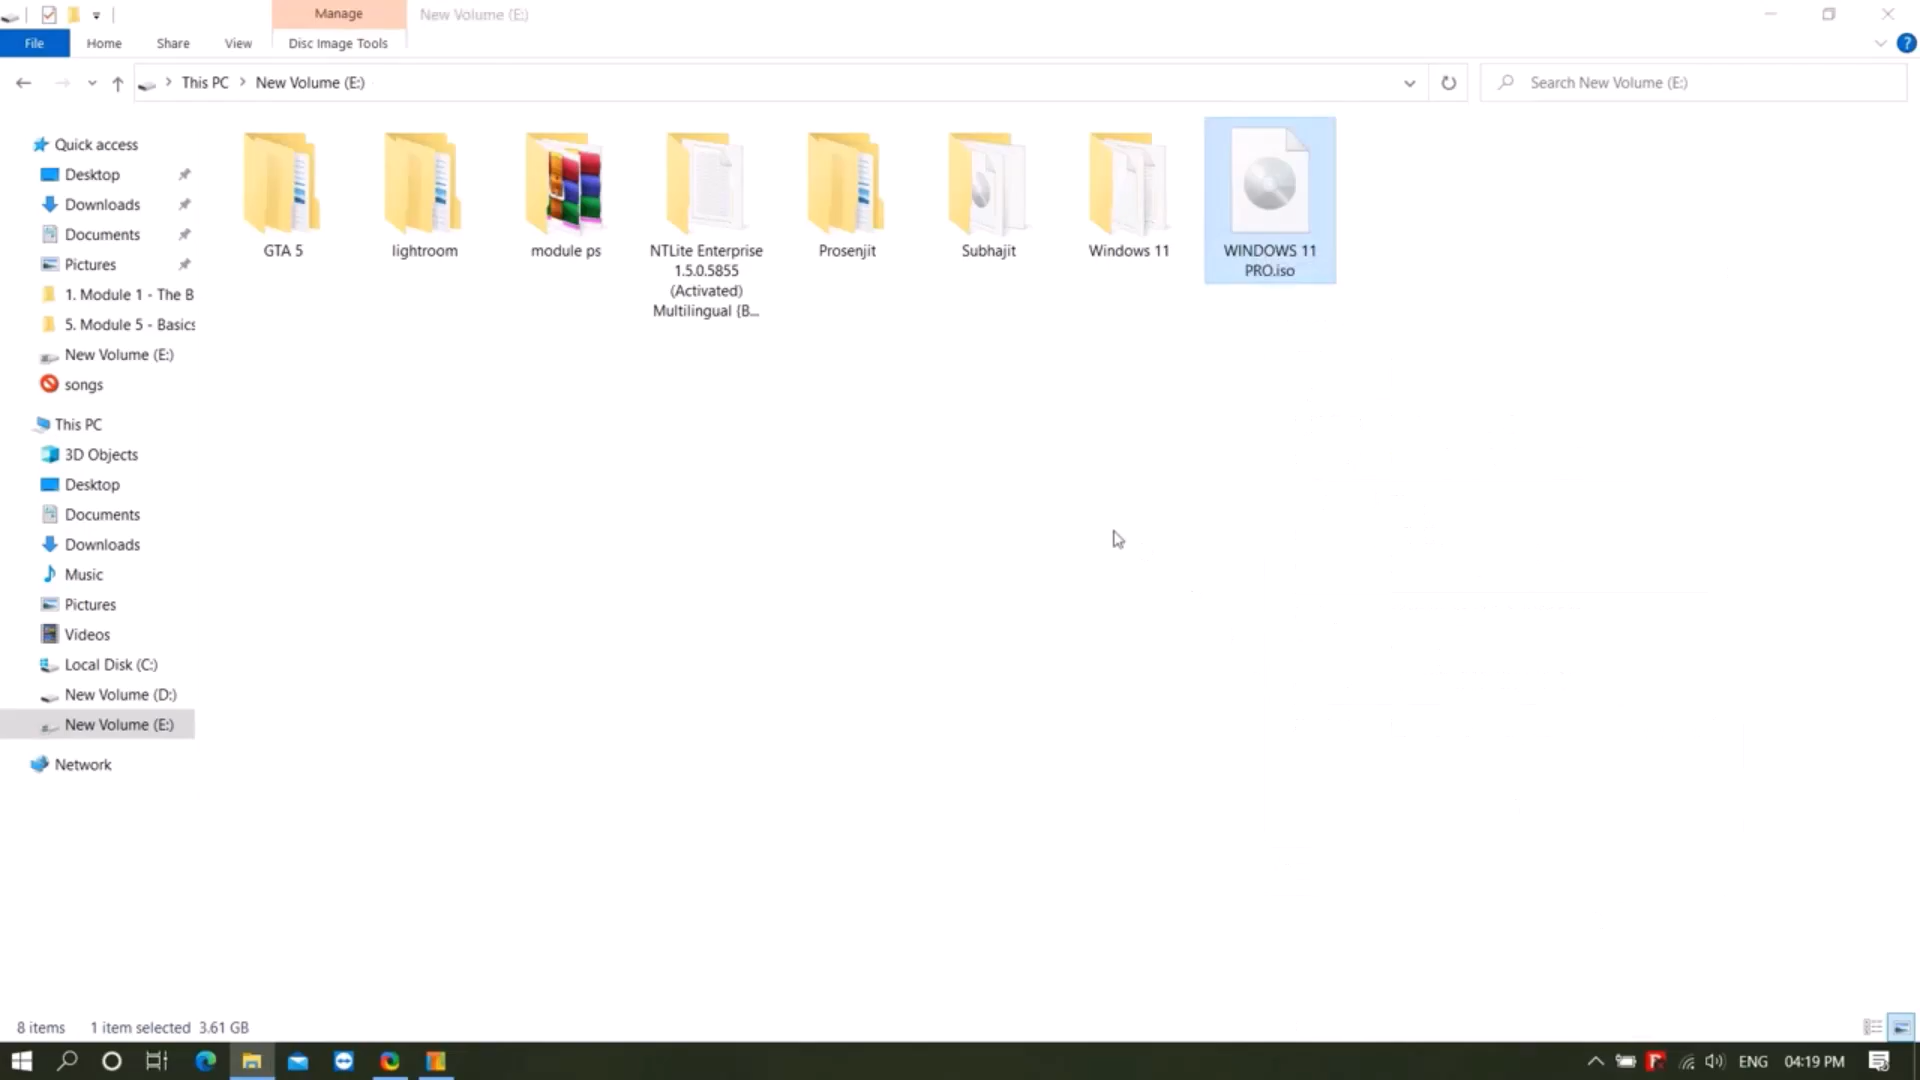 Manage
New Volume (E:)
File
Home
Share
View
Disc Image Tools
?
This PC
New Volume (E:)
Search New Volume (E:)
Quick access
Desktop
Downloads
Documents
Pictures
1. Module 1 - The B
5. Module 5 - Basics
New Volume (E:)
songs
This PC
3D Objects
Desktop
Documents
Downloads
Music
Pictures
Videos
Local Disk (C:)
New Volume (D:)
New Volume (E:)
Network
GTA 5
lightroom
module ps
NTLite Enterprise
1.5.0.5855
(Activated)
Multilingual {B...
Prosenjit
Subhajit
Windows 11
WINDOWS 11
PRO.iso
8 items
1 item selected 3.61 GB
ENG
04:19 PM